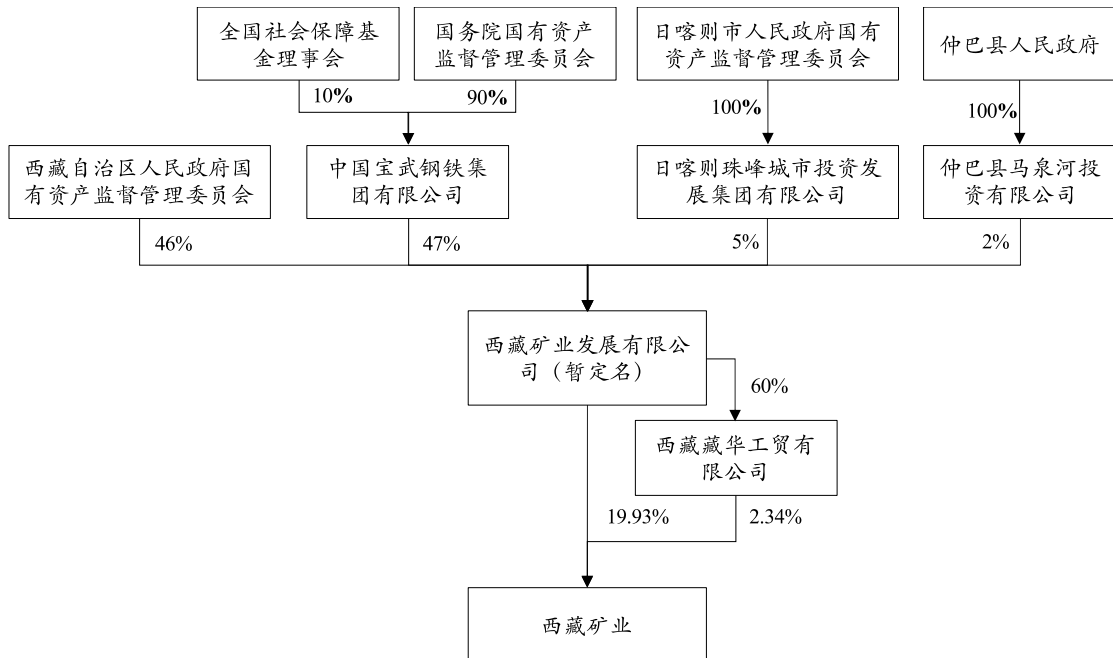 全国社会保障基
金理事会
国务院国有资产
监督管理委员会
日喀则市人民政府国有
资产监督管理委员会
仲巴县人民政府
10%
90%
100%
100%
西藏自治区人民政府国
有资产监督管理委员会
中国宝武钢铁集
团有限公司
日喀则珠峰城市投资发
展集团有限公司
仲巴县马泉河投
资有限公司
46%
47%
5%
2%
西藏矿业发展有限公
司（暂定名）
60%
西藏藏华工贸有
限公司
19.93%
2.34%
西藏矿业